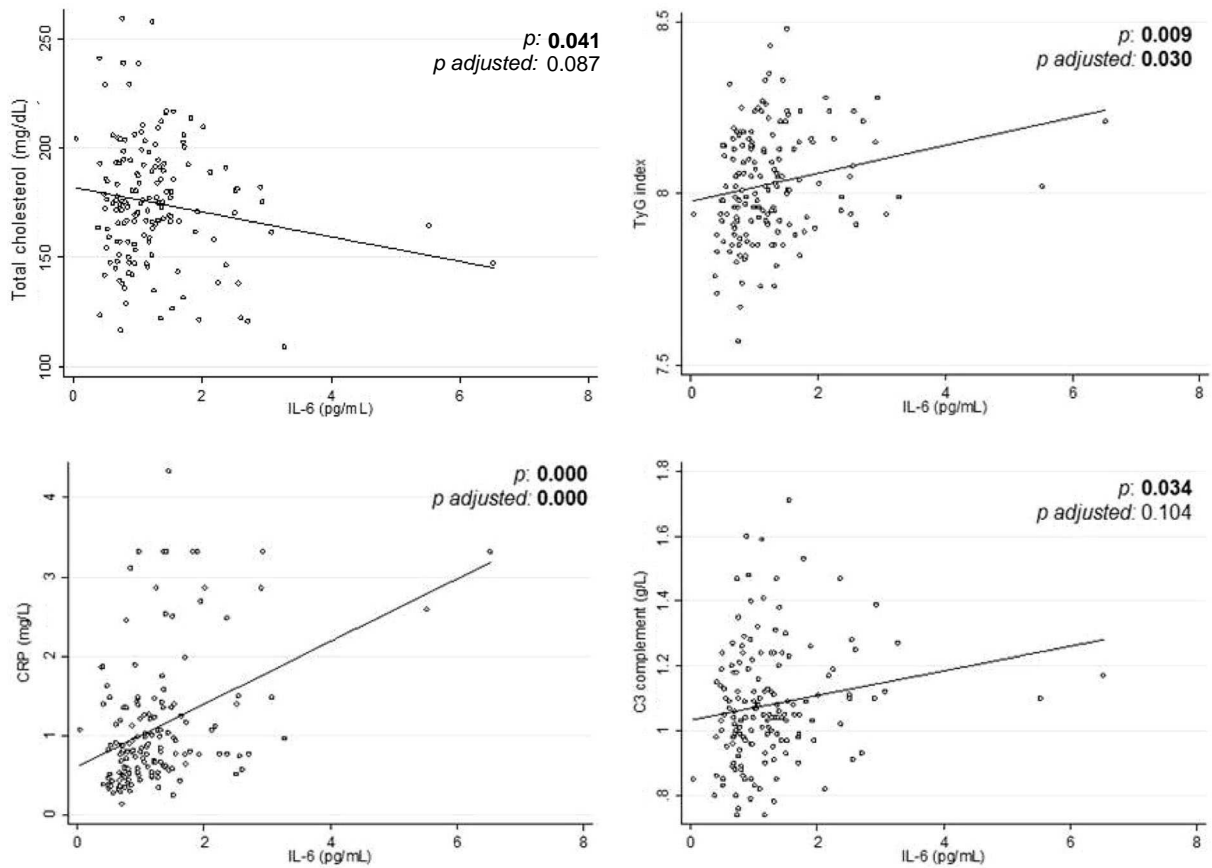 p: 0.041
p adjusted: 0.087
Total cholesterol (mg/dL)
250
200
150
100
0
2
4
6
8
IL-6 (pg/mL)
p: 0.009
p adjusted: 0.030
TyG index
8.5
8
7.5
0
2
4
6
8
IL-6 (pg/mL)
p: 0.000
p adjusted: 0.000
CRP (mg/L)
4
3
2
1
0
0
2
4
6
8
IL-6 (pg/mL)
p: 0.034
p adjusted: 0.104
C3 complement (g/L)
1.8
1.6
1.4
1.2
1
.8
0
2
4
6
8
IL-6 (pg/mL)